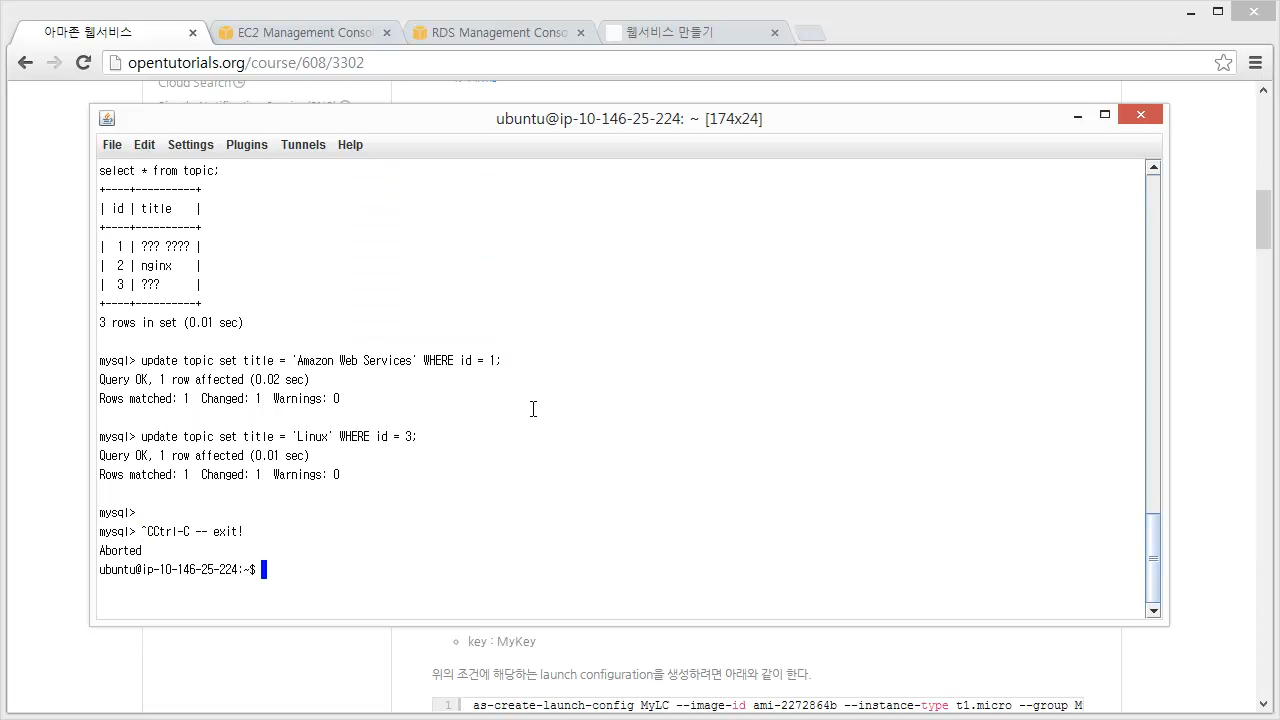 아마존 웹서비스
EC2 Management Consol
RDS Management Conso
웹서비스 만들기
opentutorials.org/course/608/3302
Cloud Search
ubuntu@ip-10-146-25-224: ~ [174x24]
File Edit Settings Plugins Tunnels Help
select * from topic;
+----+----------+
| id | title    |
+----+----------+
|  1 | ??? ???? |
|  2 | nginx    |
|  3 | ???      |
+----+----------+
3 rows in set (0.01 sec)
mysql> update topic set title = 'Amazon Web Services' WHERE id = 1;
Query OK, 1 row affected (0.02 sec)
Rows matched: 1  Changed: 1  Warnings: 0
mysql> update topic set title = 'Linux' WHERE id = 3;
Query OK, 1 row affected (0.01 sec)
Rows matched: 1  Changed: 1  Warnings: 0
mysql>
mysql> ^CCtrl-C -- exit!
Aborted
ubuntu@ip-10-146-25-224:~$
key : MyKey
위의 조건에 해당하는 launch configuration을 생성하려면 아래와 같이 한다.
1 as-create-launch-config MyLC --image-id ami-2272864b --instance-type t1.micro --group M